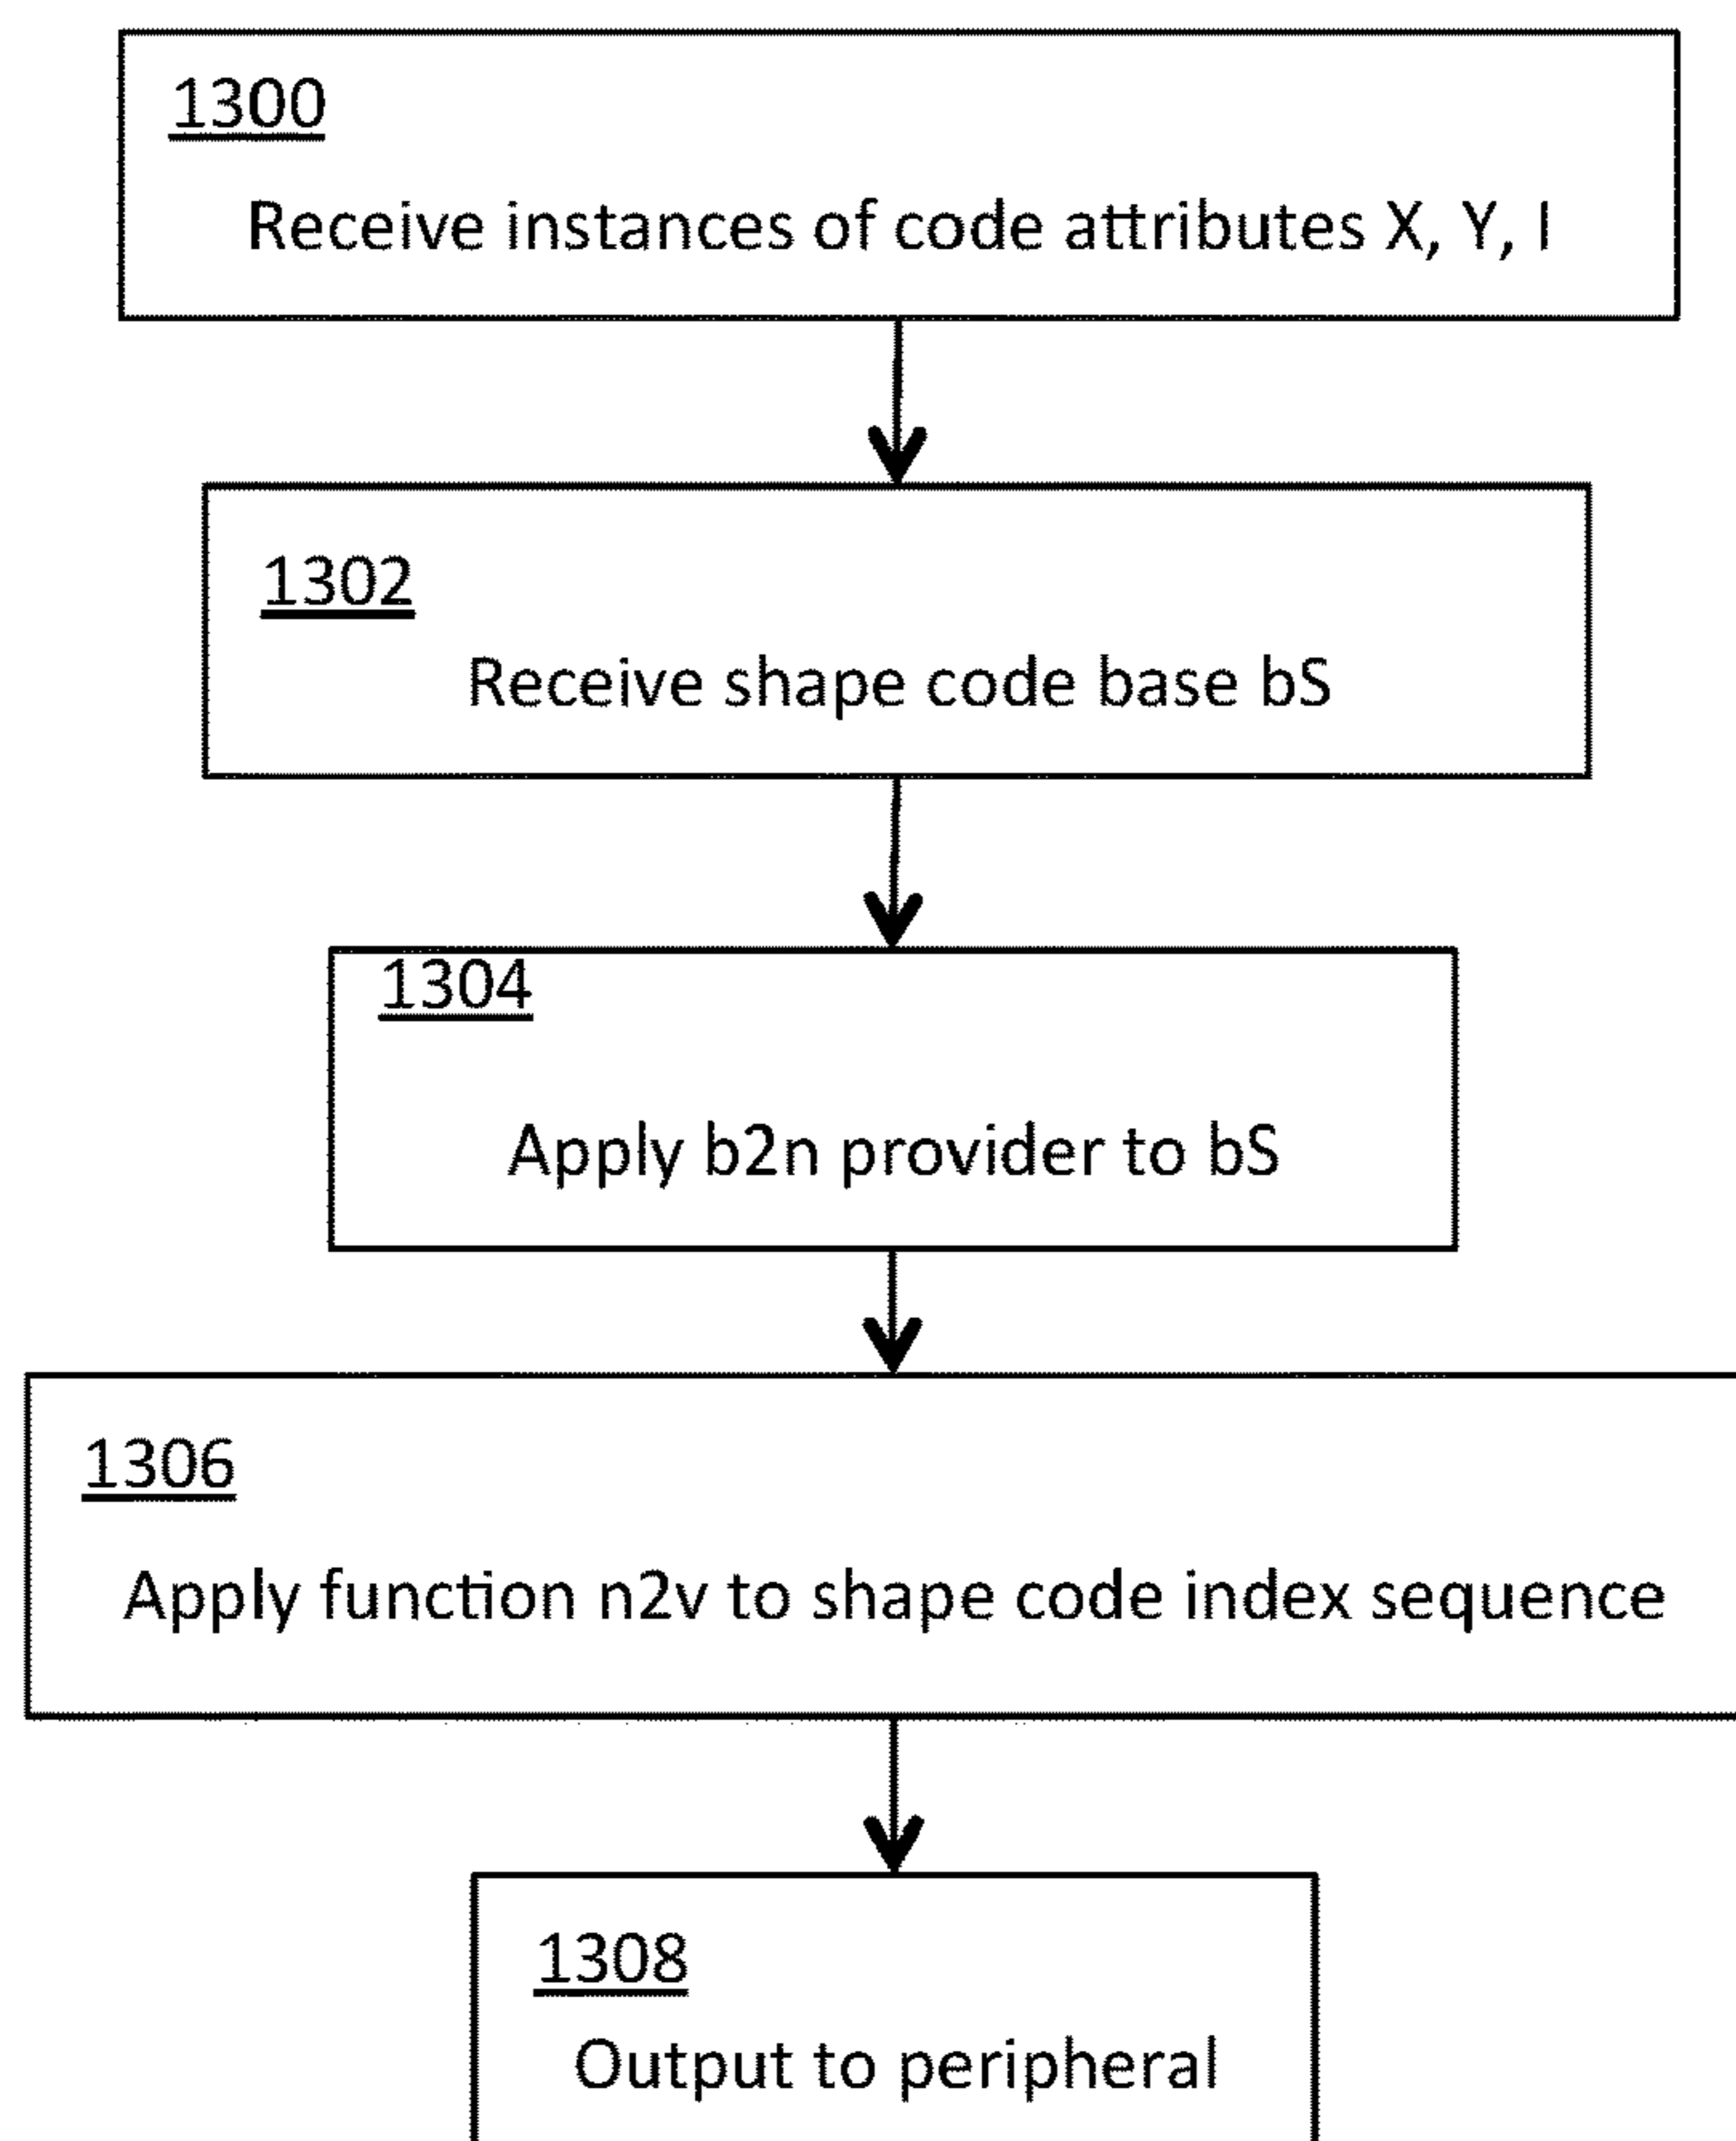 1300
Receive instances of code attributes X, Y, I
1302
Receive shape code base bS
1304
Apply b2n provider to bS
1306
Apply function n2v to shape code index sequence
1308
Output to peripheral